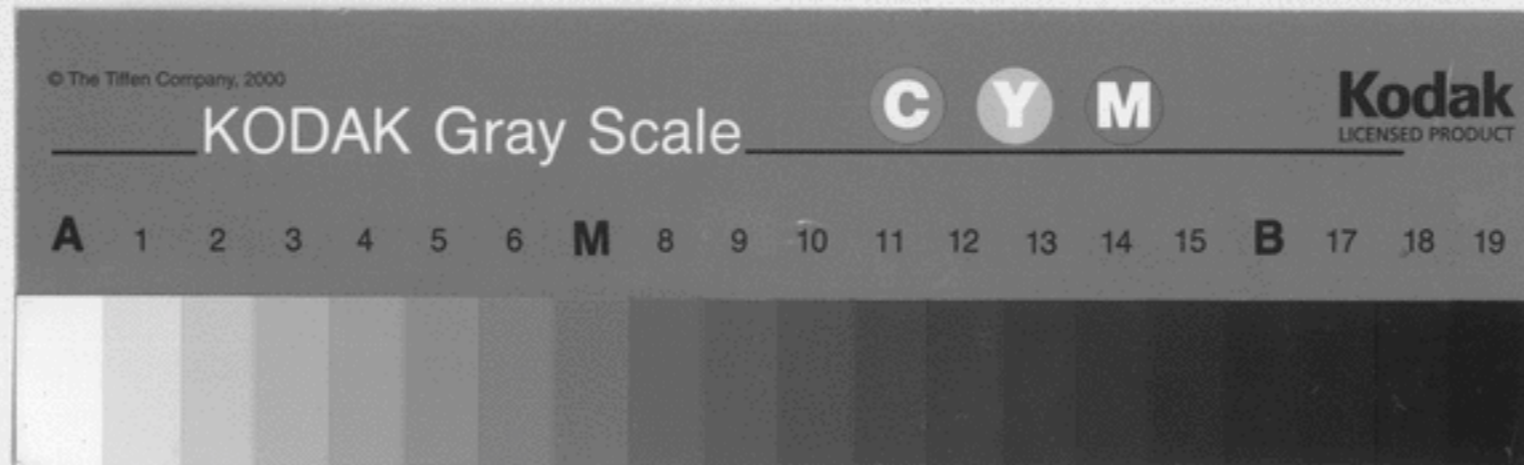 © The Tiffen Company, 2000
KODAK Gray Scale
C Y M
Kodak
LICENSED PRODUCT
A 1 2 3 4 5 6 M 8 9 10 11 12 13 14 15 B 17 18 19